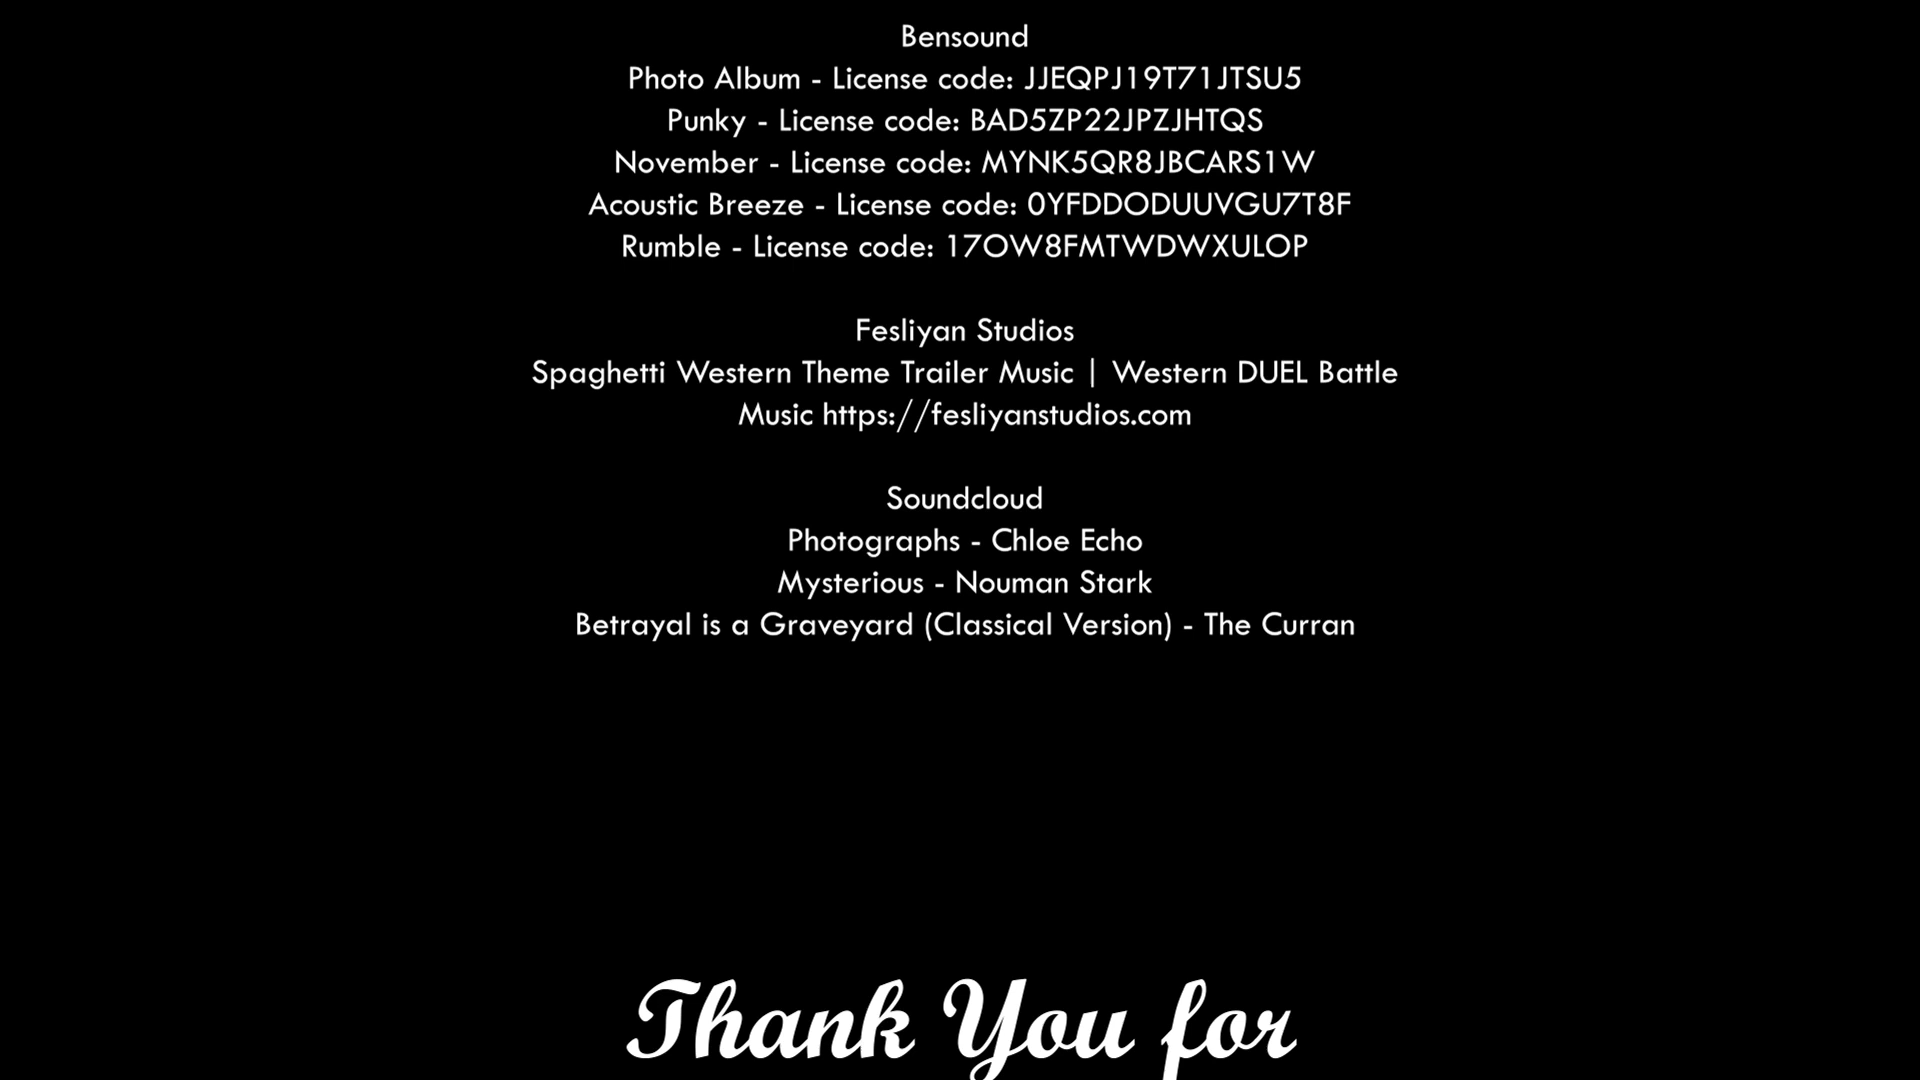 Bensound
Photo Album - License code: JJEQPJ19T71JTSU5
Punky - License code: BAD5ZP22JPZJHTQS
November - License code: MYNK5QR8JBCARS1W
Acoustic Breeze - License code: 0YFDDODUUVGU7T8F
Rumble - License code: 17OW8FMTWDWXULOP
Fesliyan Studios
Spaghetti Western Theme Trailer Music | Western DUEL Battle
Music https://fesliyanstudios.com
Soundcloud
Photographs - Chloe Echo
Mysterious - Nouman Stark
Betrayal is a Graveyard (Classical Version) - The Curran
Thank You for